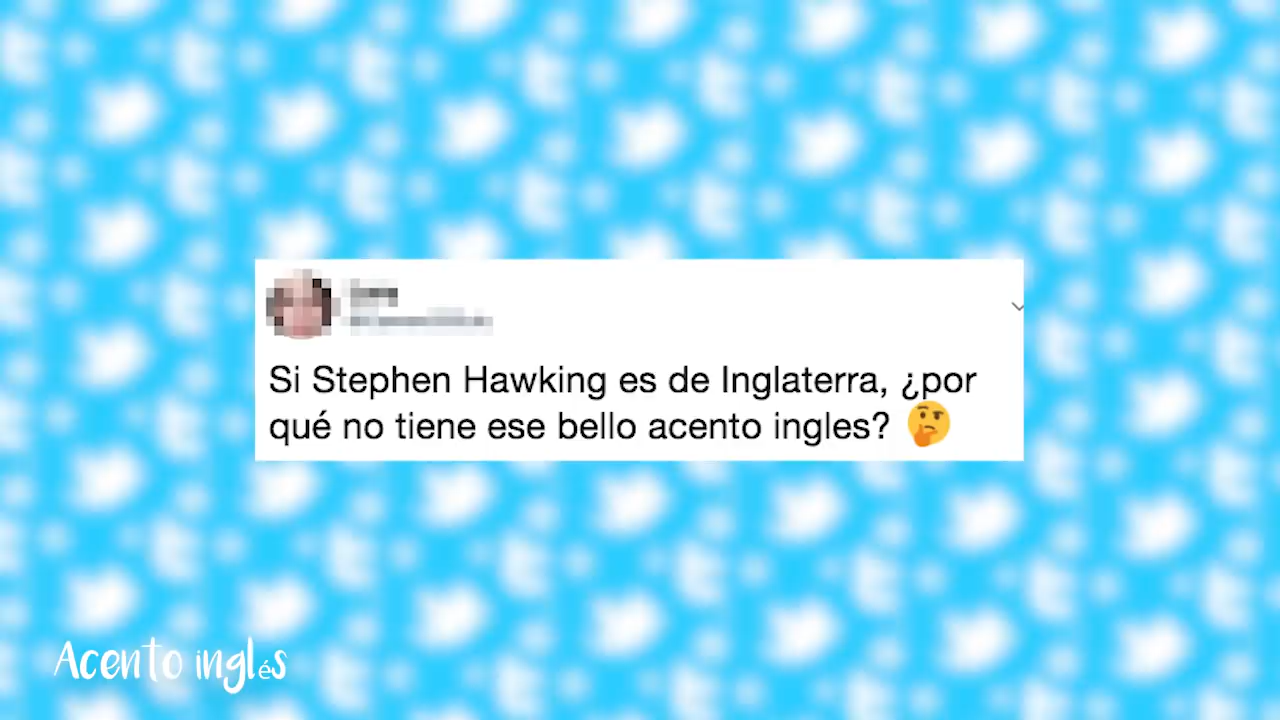 Si Stephen Hawking es de Inglaterra, ¿por
qué no tiene ese bello acento ingles? 🤔
Acento inglés